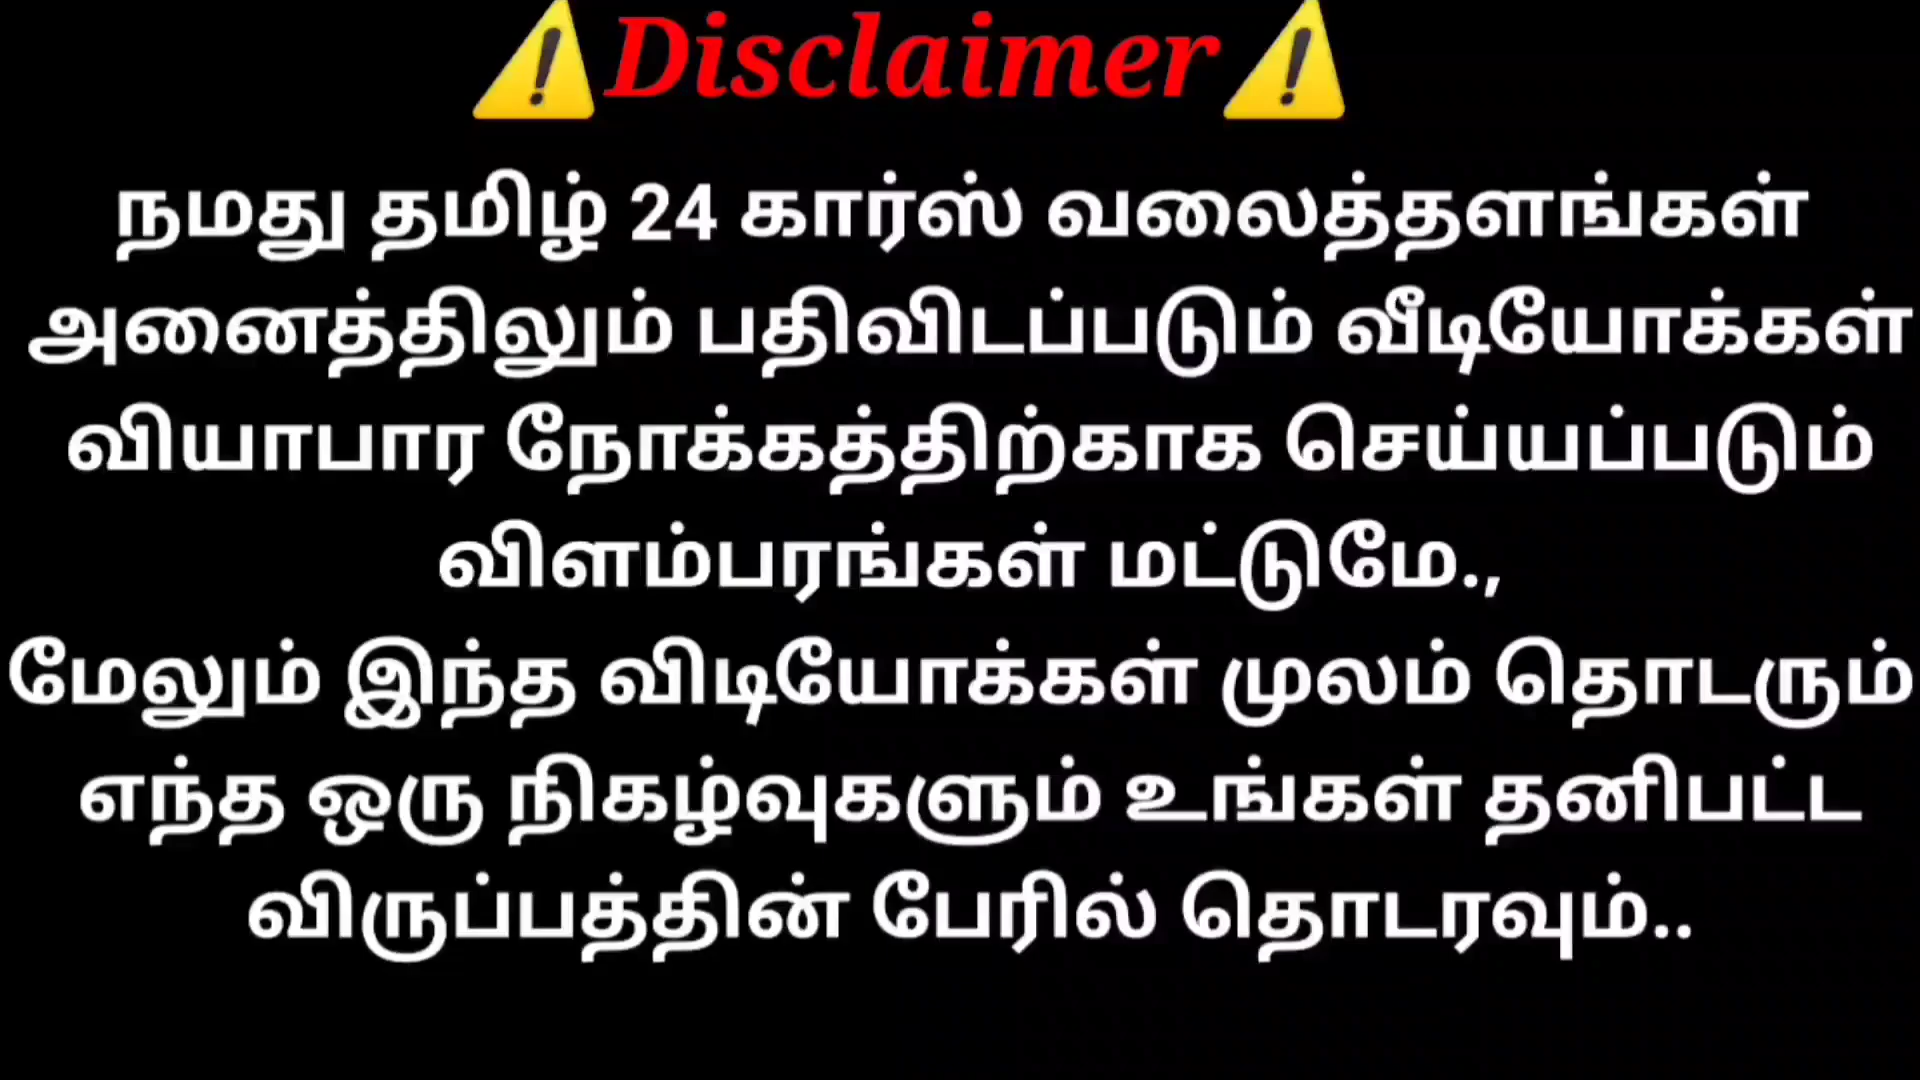 ⚠️Disclaimer⚠️
நமது தமிழ் 24 கார்ஸ் வலைத்தளங்கள்
அனைத்திலும் பதிவிடப்படும் வீடியோக்கள்
வியாபார நோக்கத்திற்காக செய்யப்படும்
விளம்பரங்கள் மட்டுமே.,
மேலும் இந்த விடியோக்கள் முலம் தொடரும்
எந்த ஒரு நிகழ்வுகளும் உங்கள் தனிபட்ட
விருப்பத்தின் பேரில் தொடரவும்..